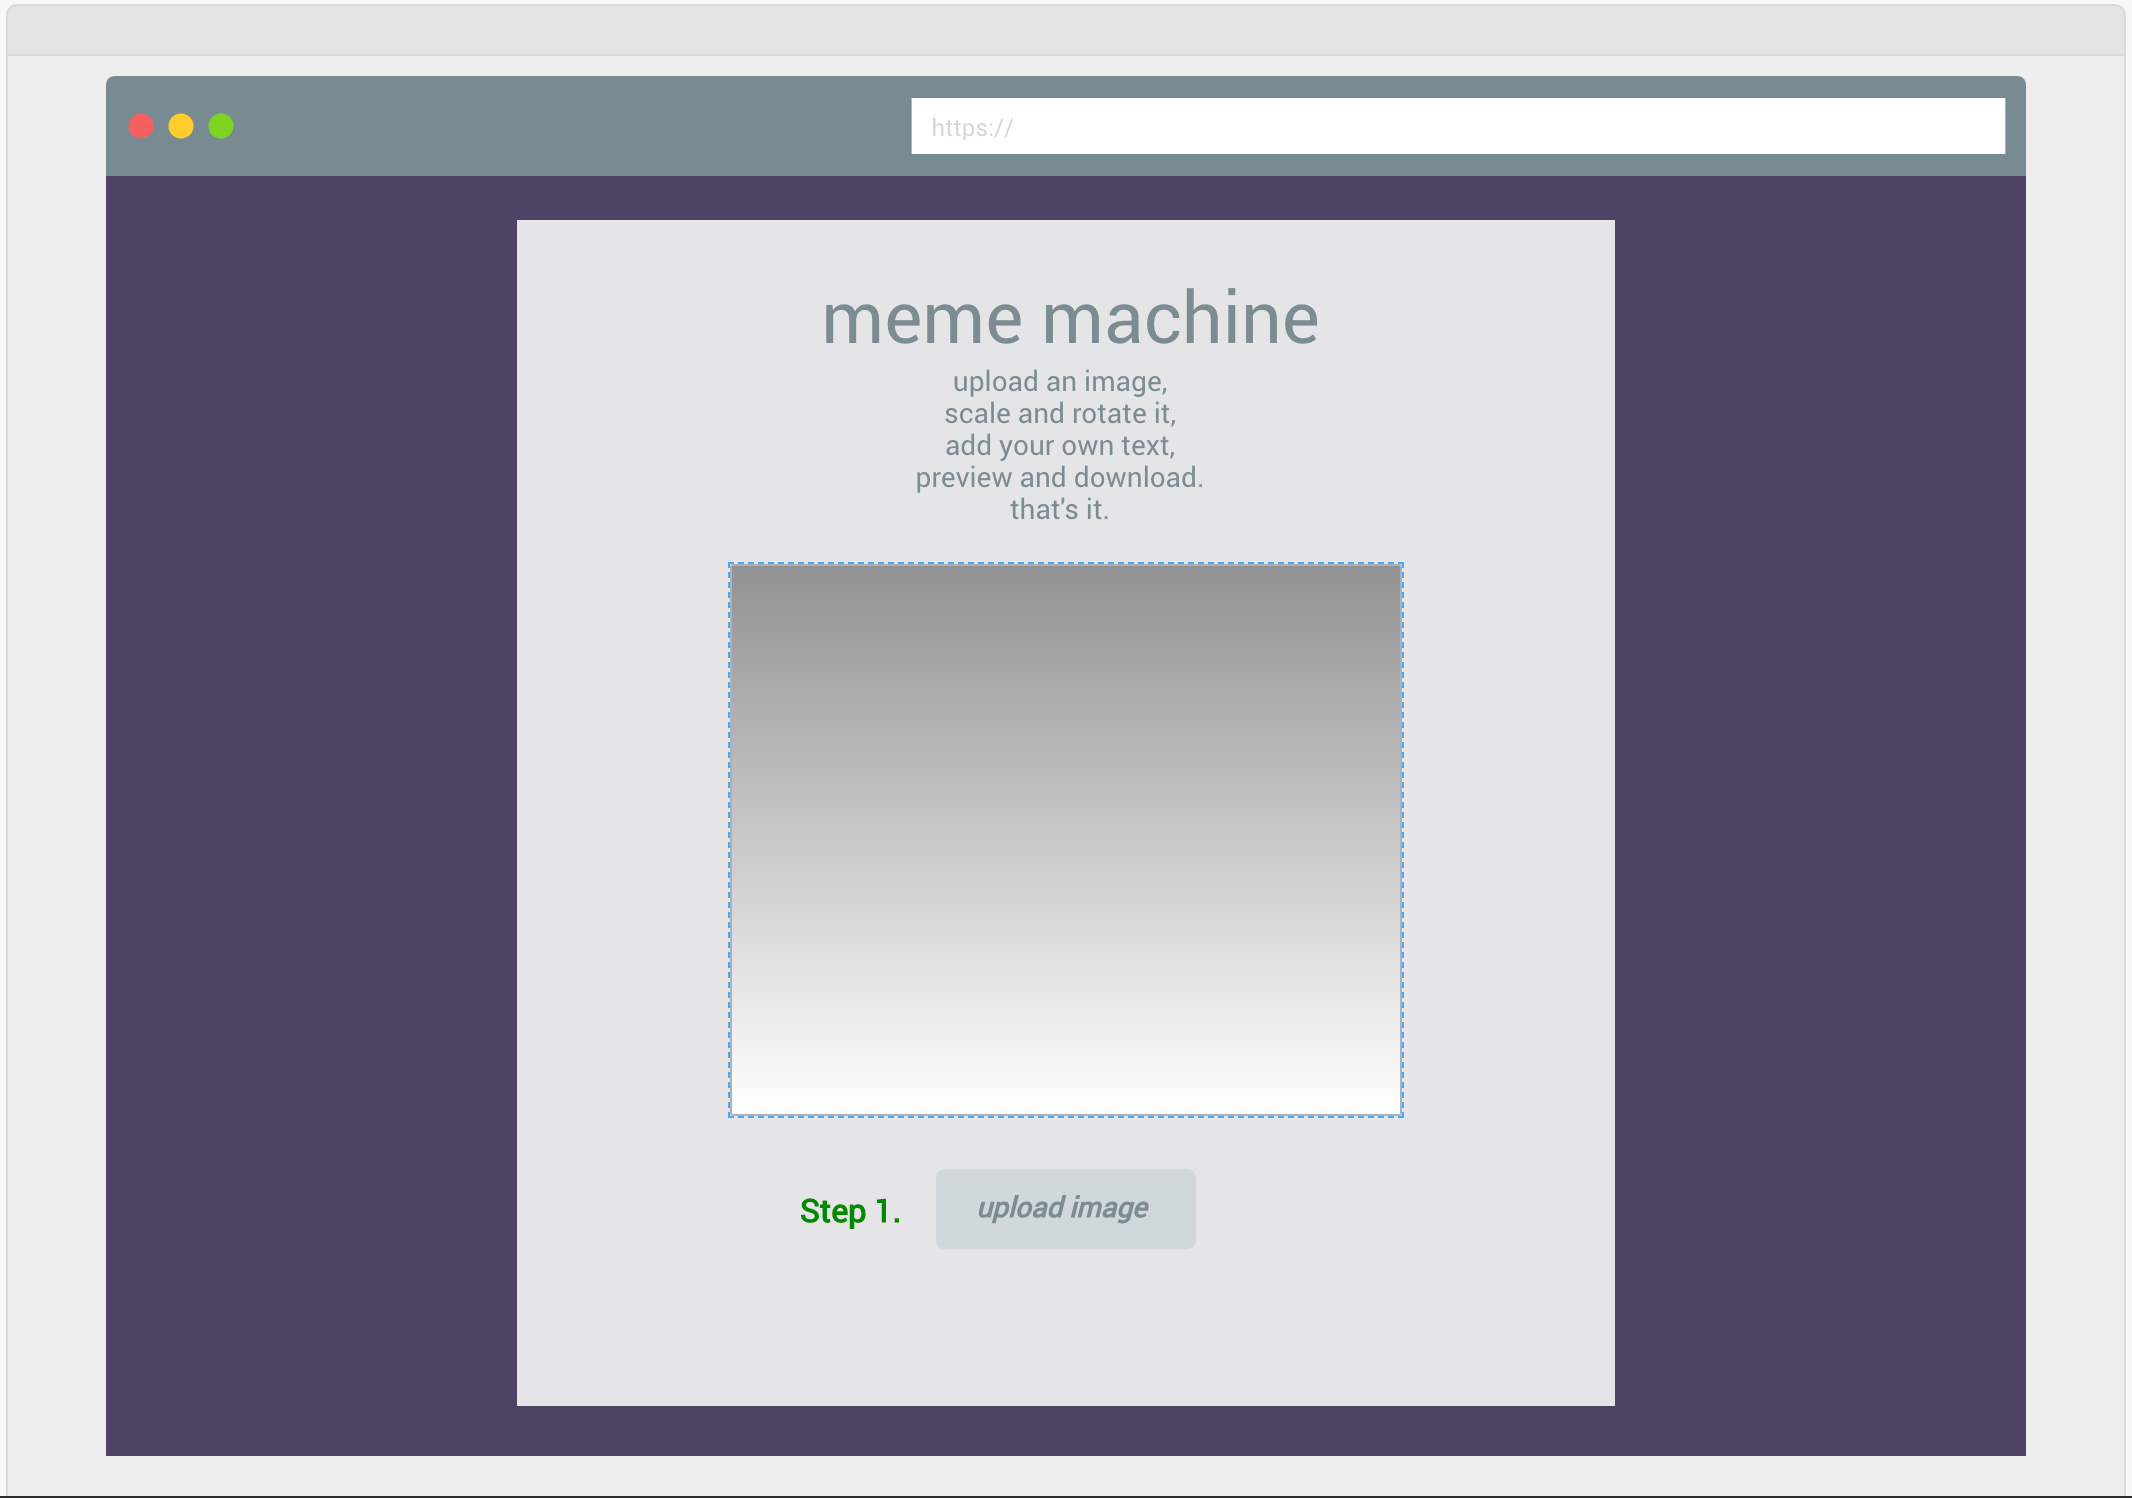 https://
meme machine
upload an image,
scale and rotate it,
add your own text,
preview and download.
that's it.
Step 1.
upload image